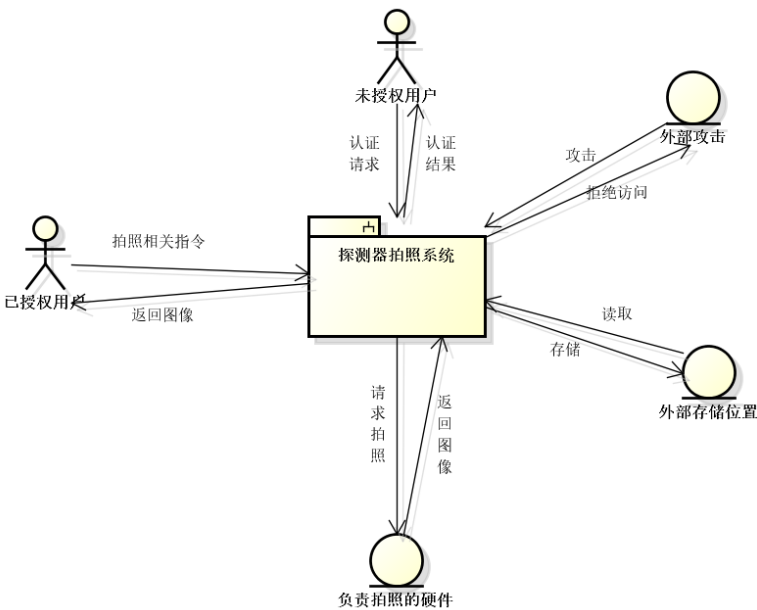 未授权用户
认证
请求
认证
结果
外部攻击
攻击
拒绝访问
拍照相关指令
探测器拍照系统
已授权用户
返回图像
读取
存储
外部存储位置
请
求
拍
照
返
回
图
像
负责拍照的硬件